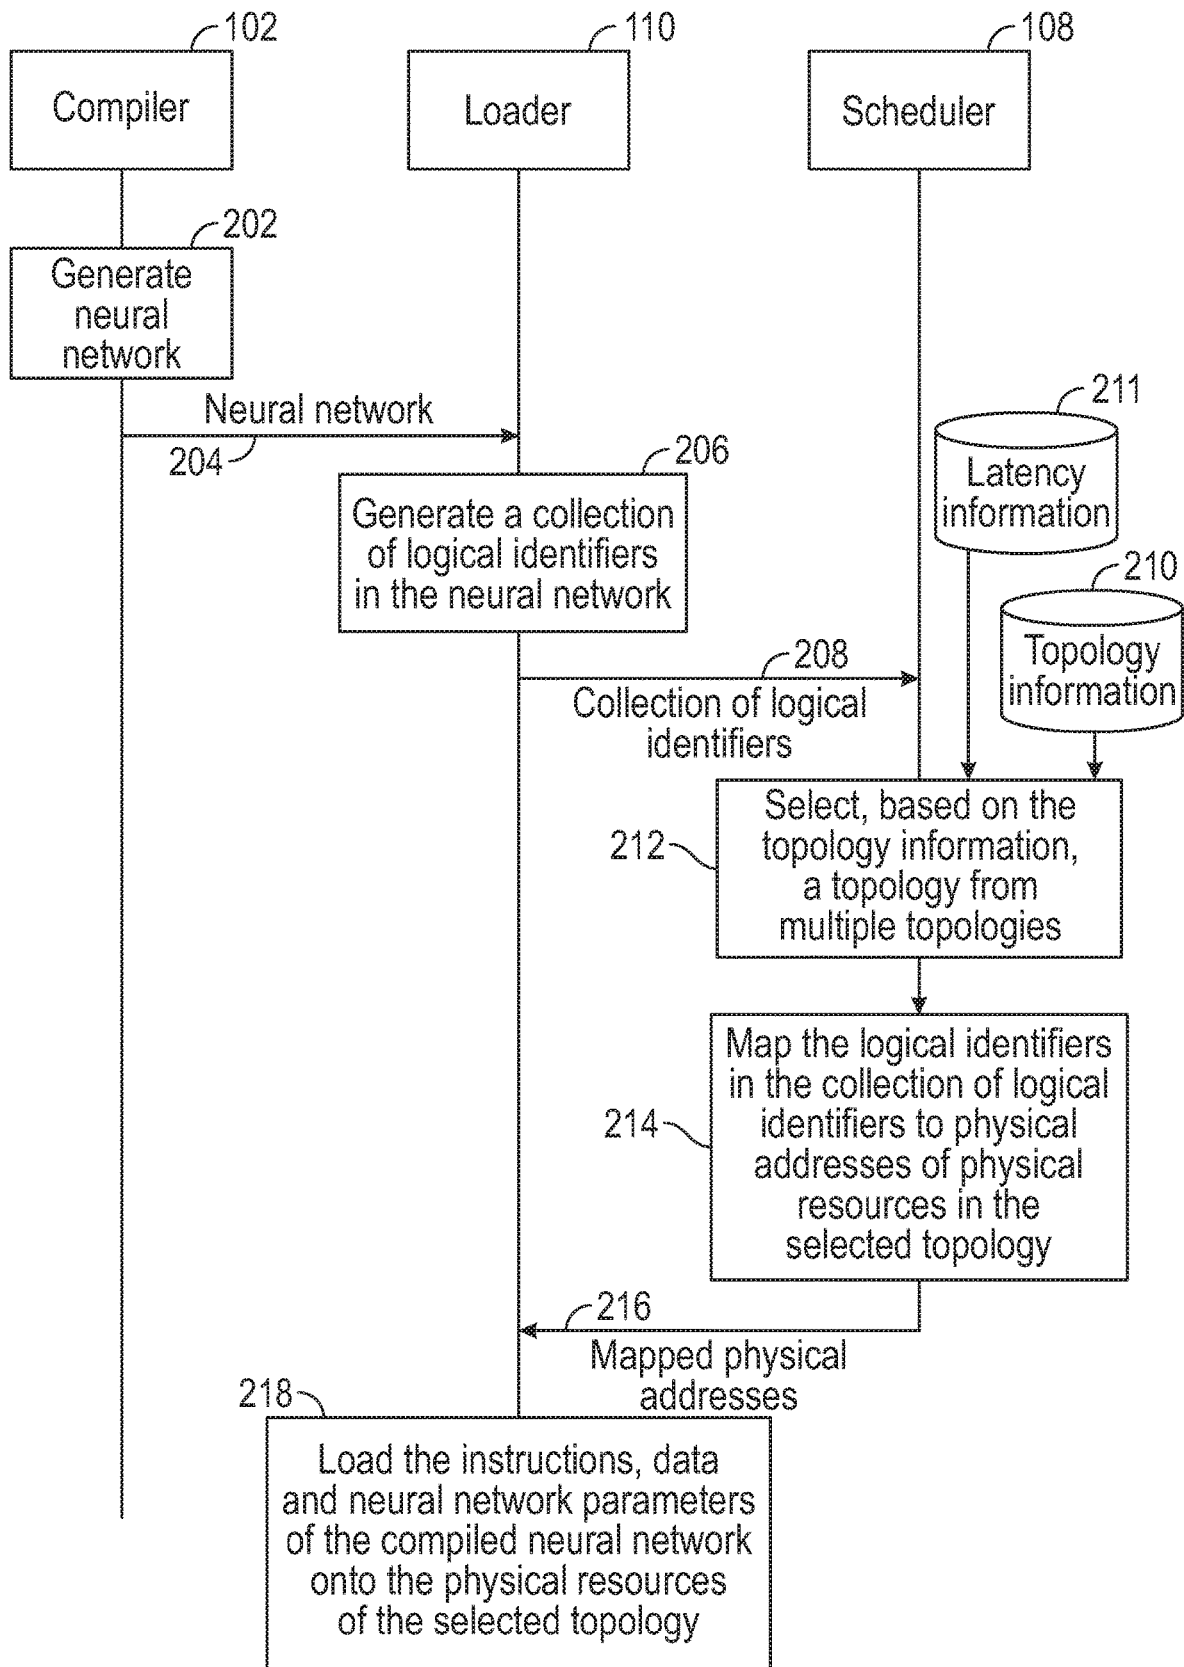 102
110
108
Compiler
Loader
Scheduler
202
Generate
neural
network
Neural network
204
211
Latency
information
206
Generate a collection
of logical identifiers
in the neural network
210
Topology
information
208
Collection of logical
identifiers
212
Select, based on the
topology information,
a topology from
multiple topologies
214
Map the logical identifiers
in the collection of logical
identifiers to physical
addresses of physical
resources in the
selected topology
216
Mapped physical
addresses
218
Load the instructions, data
and neural network parameters
of the compiled neural network
onto the physical resources
of the selected topology